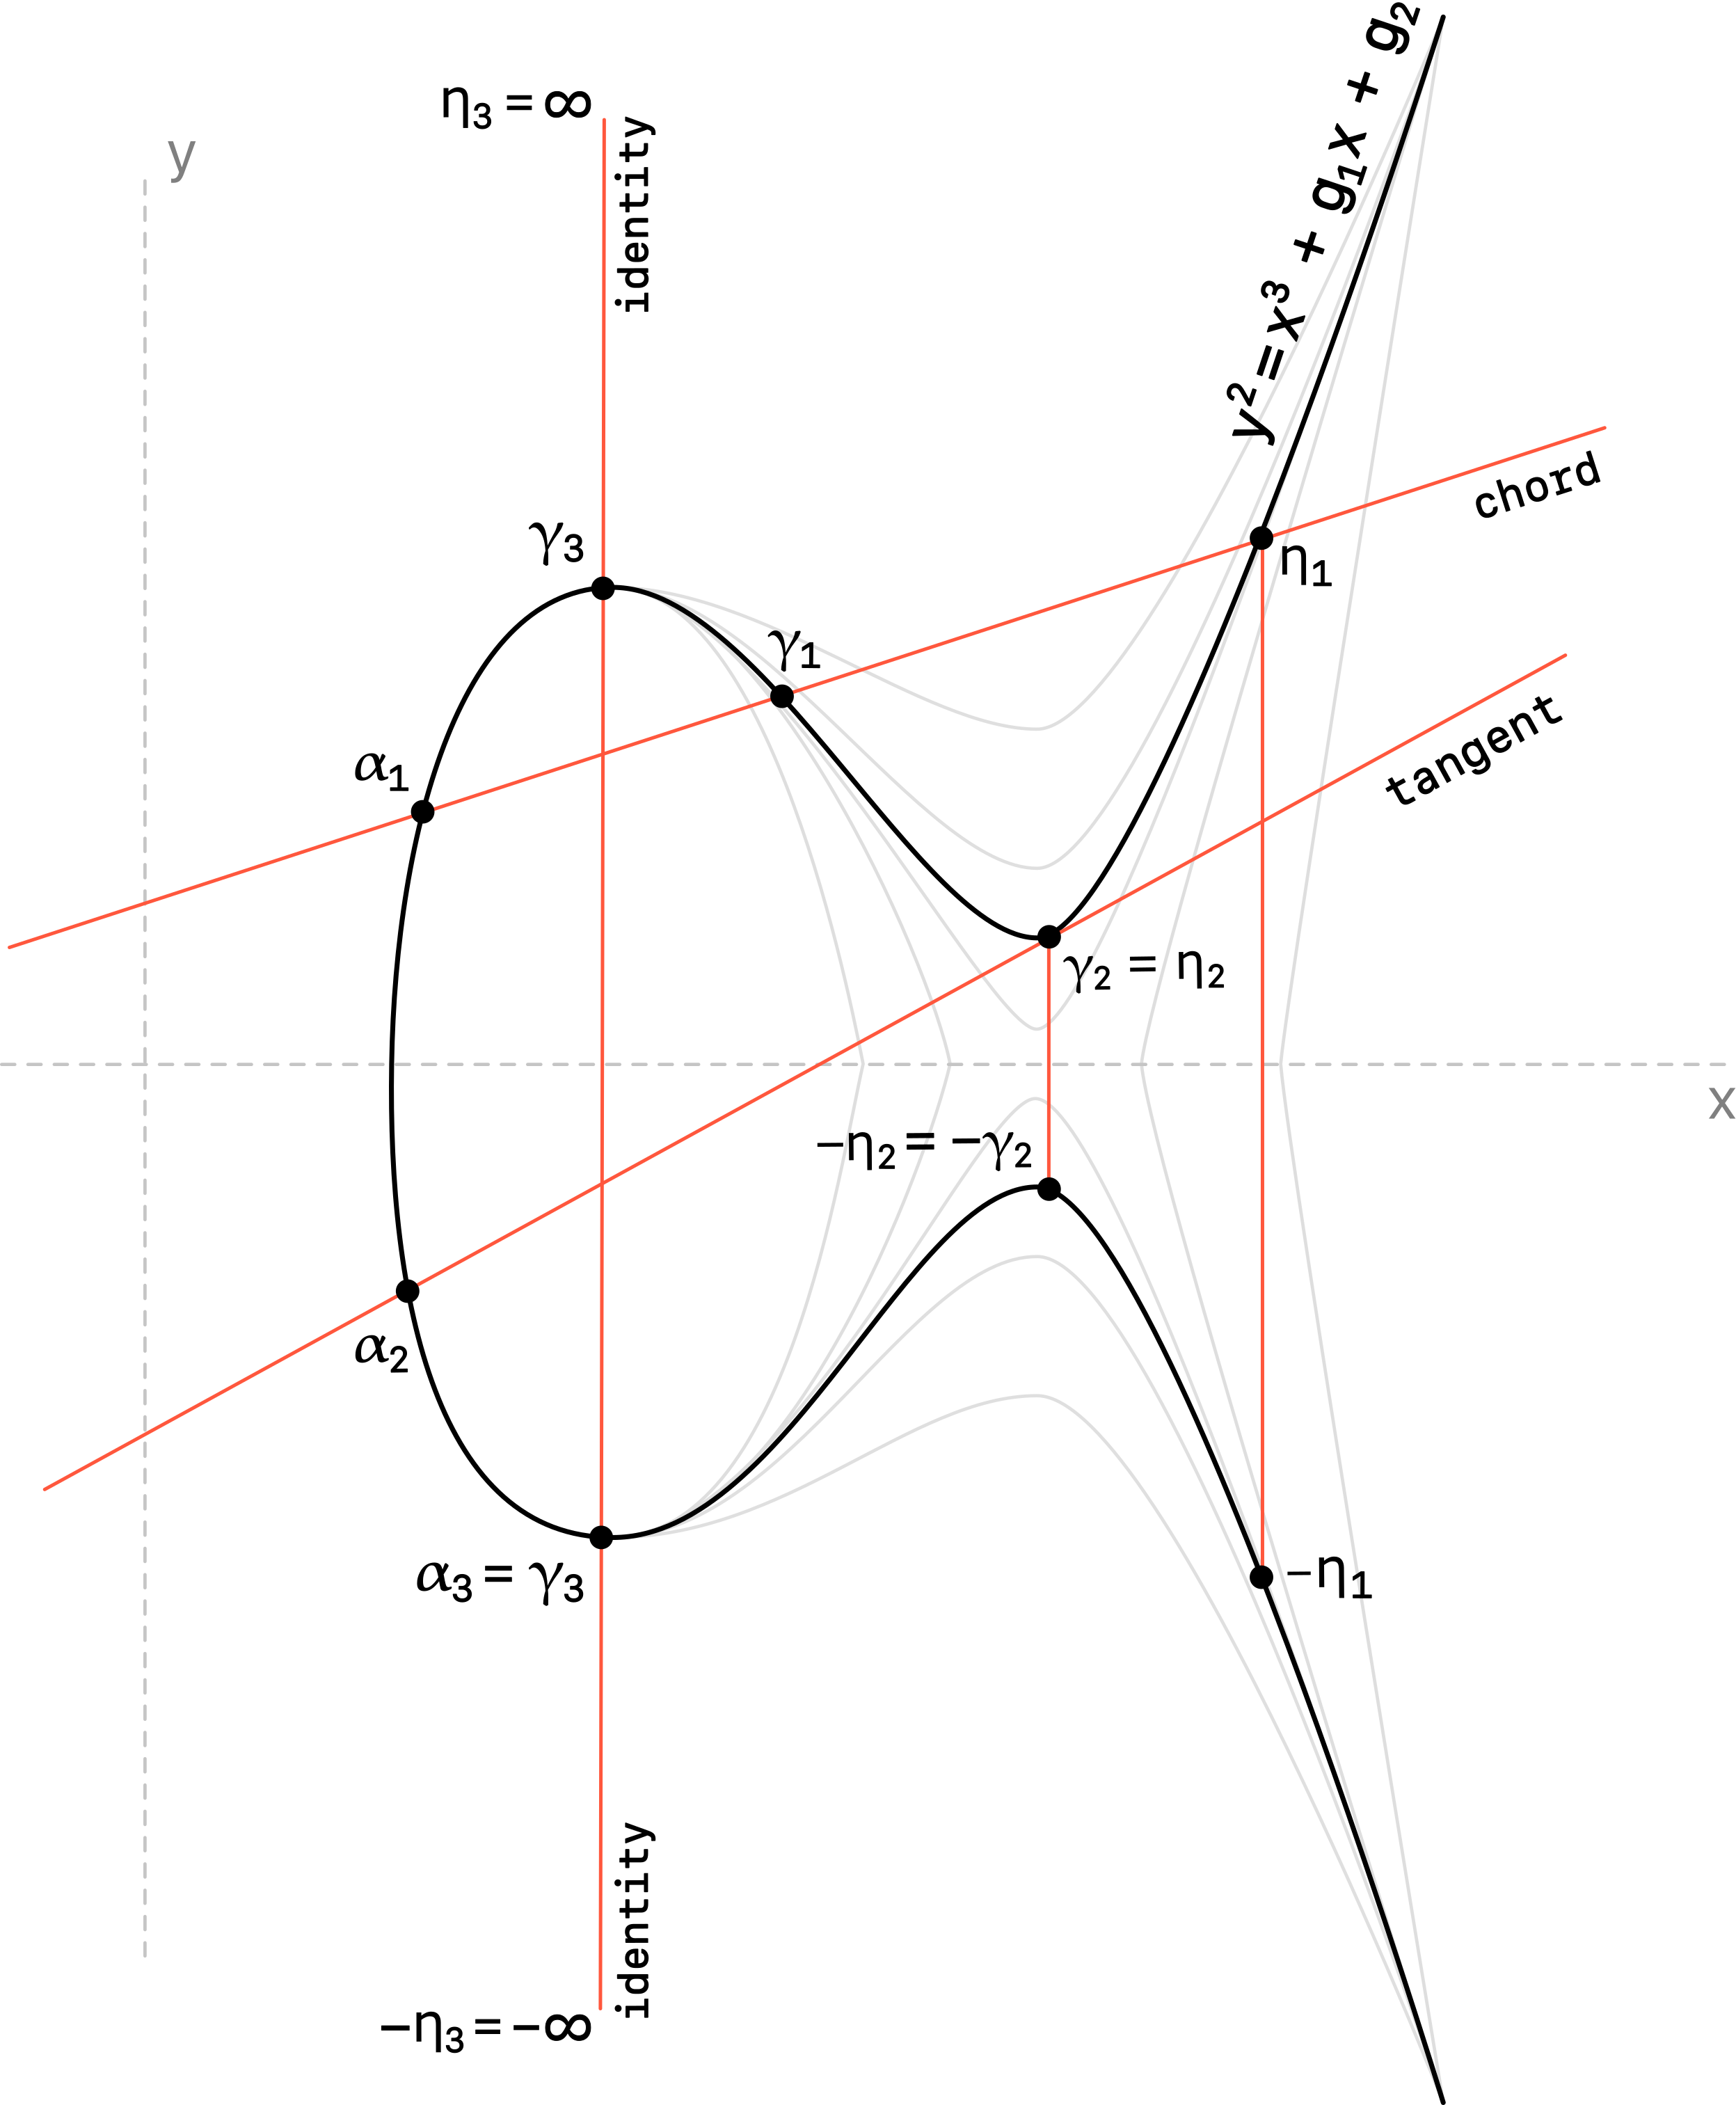 η₃ = ∞
identity
y
y² = x³ + g₁x + g₂
chord
γ₃
η₁
γ₁
tangent
α₁
γ₂ = η₂
x
−η₂ = −γ₂
α₂
α₃ = γ₃
−η₁
identity
−η₃ = −∞